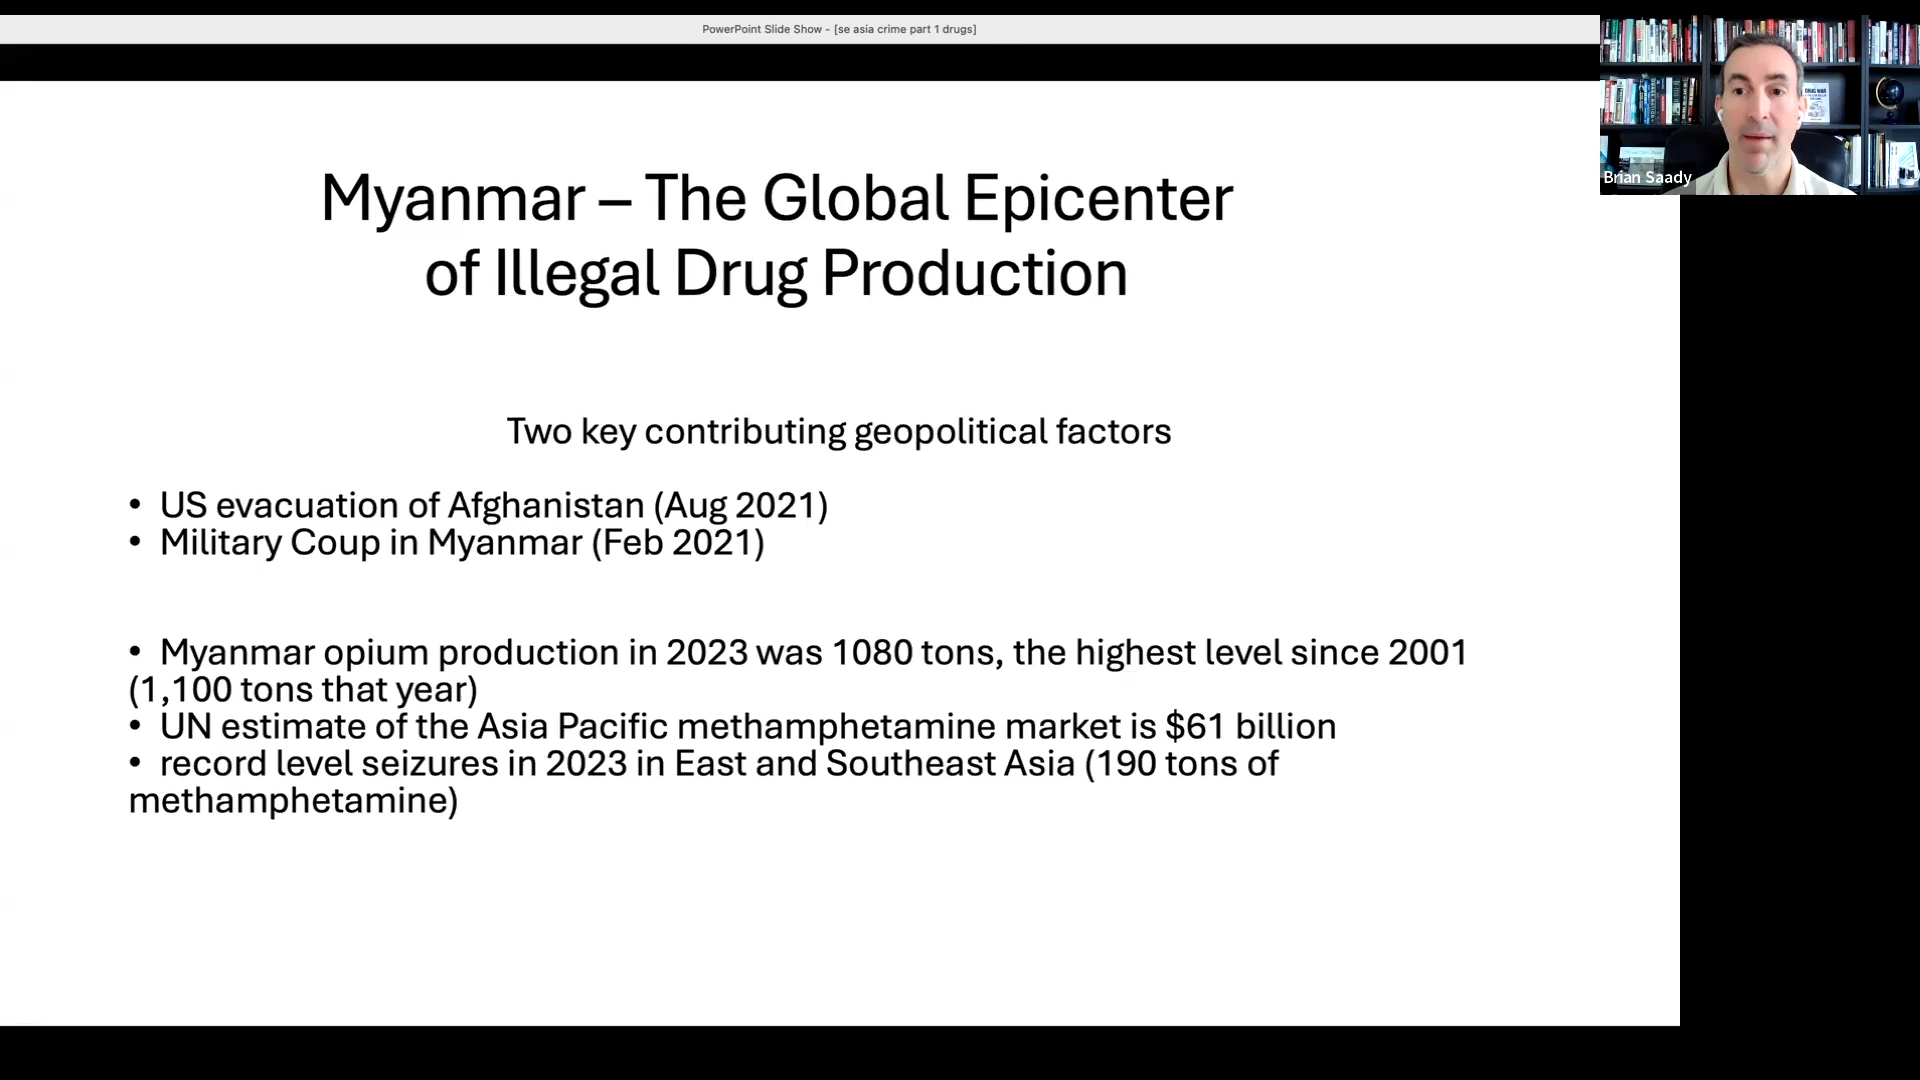 PowerPoint Slide Show - [se asia crime part 1 drugs]
DRUG WAR
Brian Saady
Myanmar – The Global Epicenter
of Illegal Drug Production
Two key contributing geopolitical factors
• US evacuation of Afghanistan (Aug 2021)
• Military Coup in Myanmar (Feb 2021)
• Myanmar opium production in 2023 was 1080 tons, the highest level since 2001
(1,100 tons that year)
• UN estimate of the Asia Pacific methamphetamine market is $61 billion
• record level seizures in 2023 in East and Southeast Asia (190 tons of
methamphetamine)